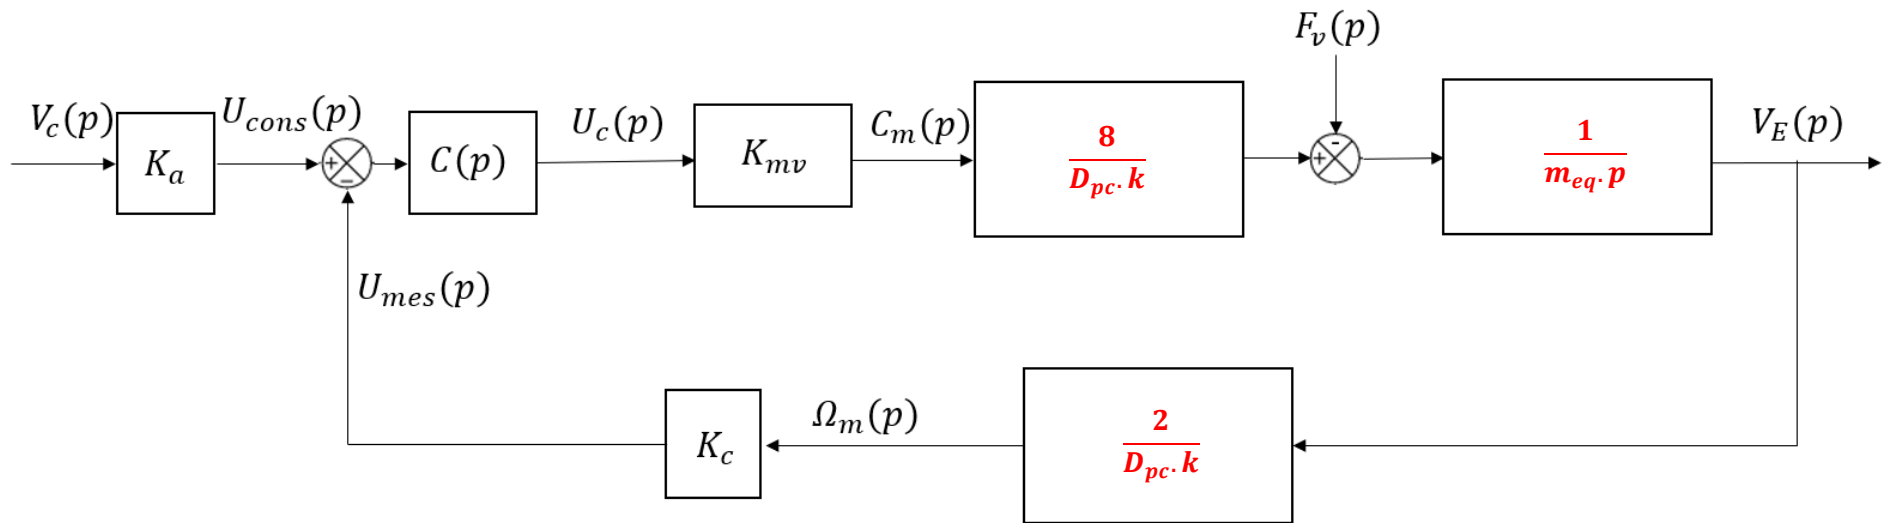 F_v(p)
V_c(p)
K_a
U_cons(p)
+
−
C(p)
U_c(p)
K_mv
C_m(p)
8
D_pc. k
+
-
1
m_eq. p
V_E(p)
U_mes(p)
K_c
Ω_m(p)
2
D_pc. k